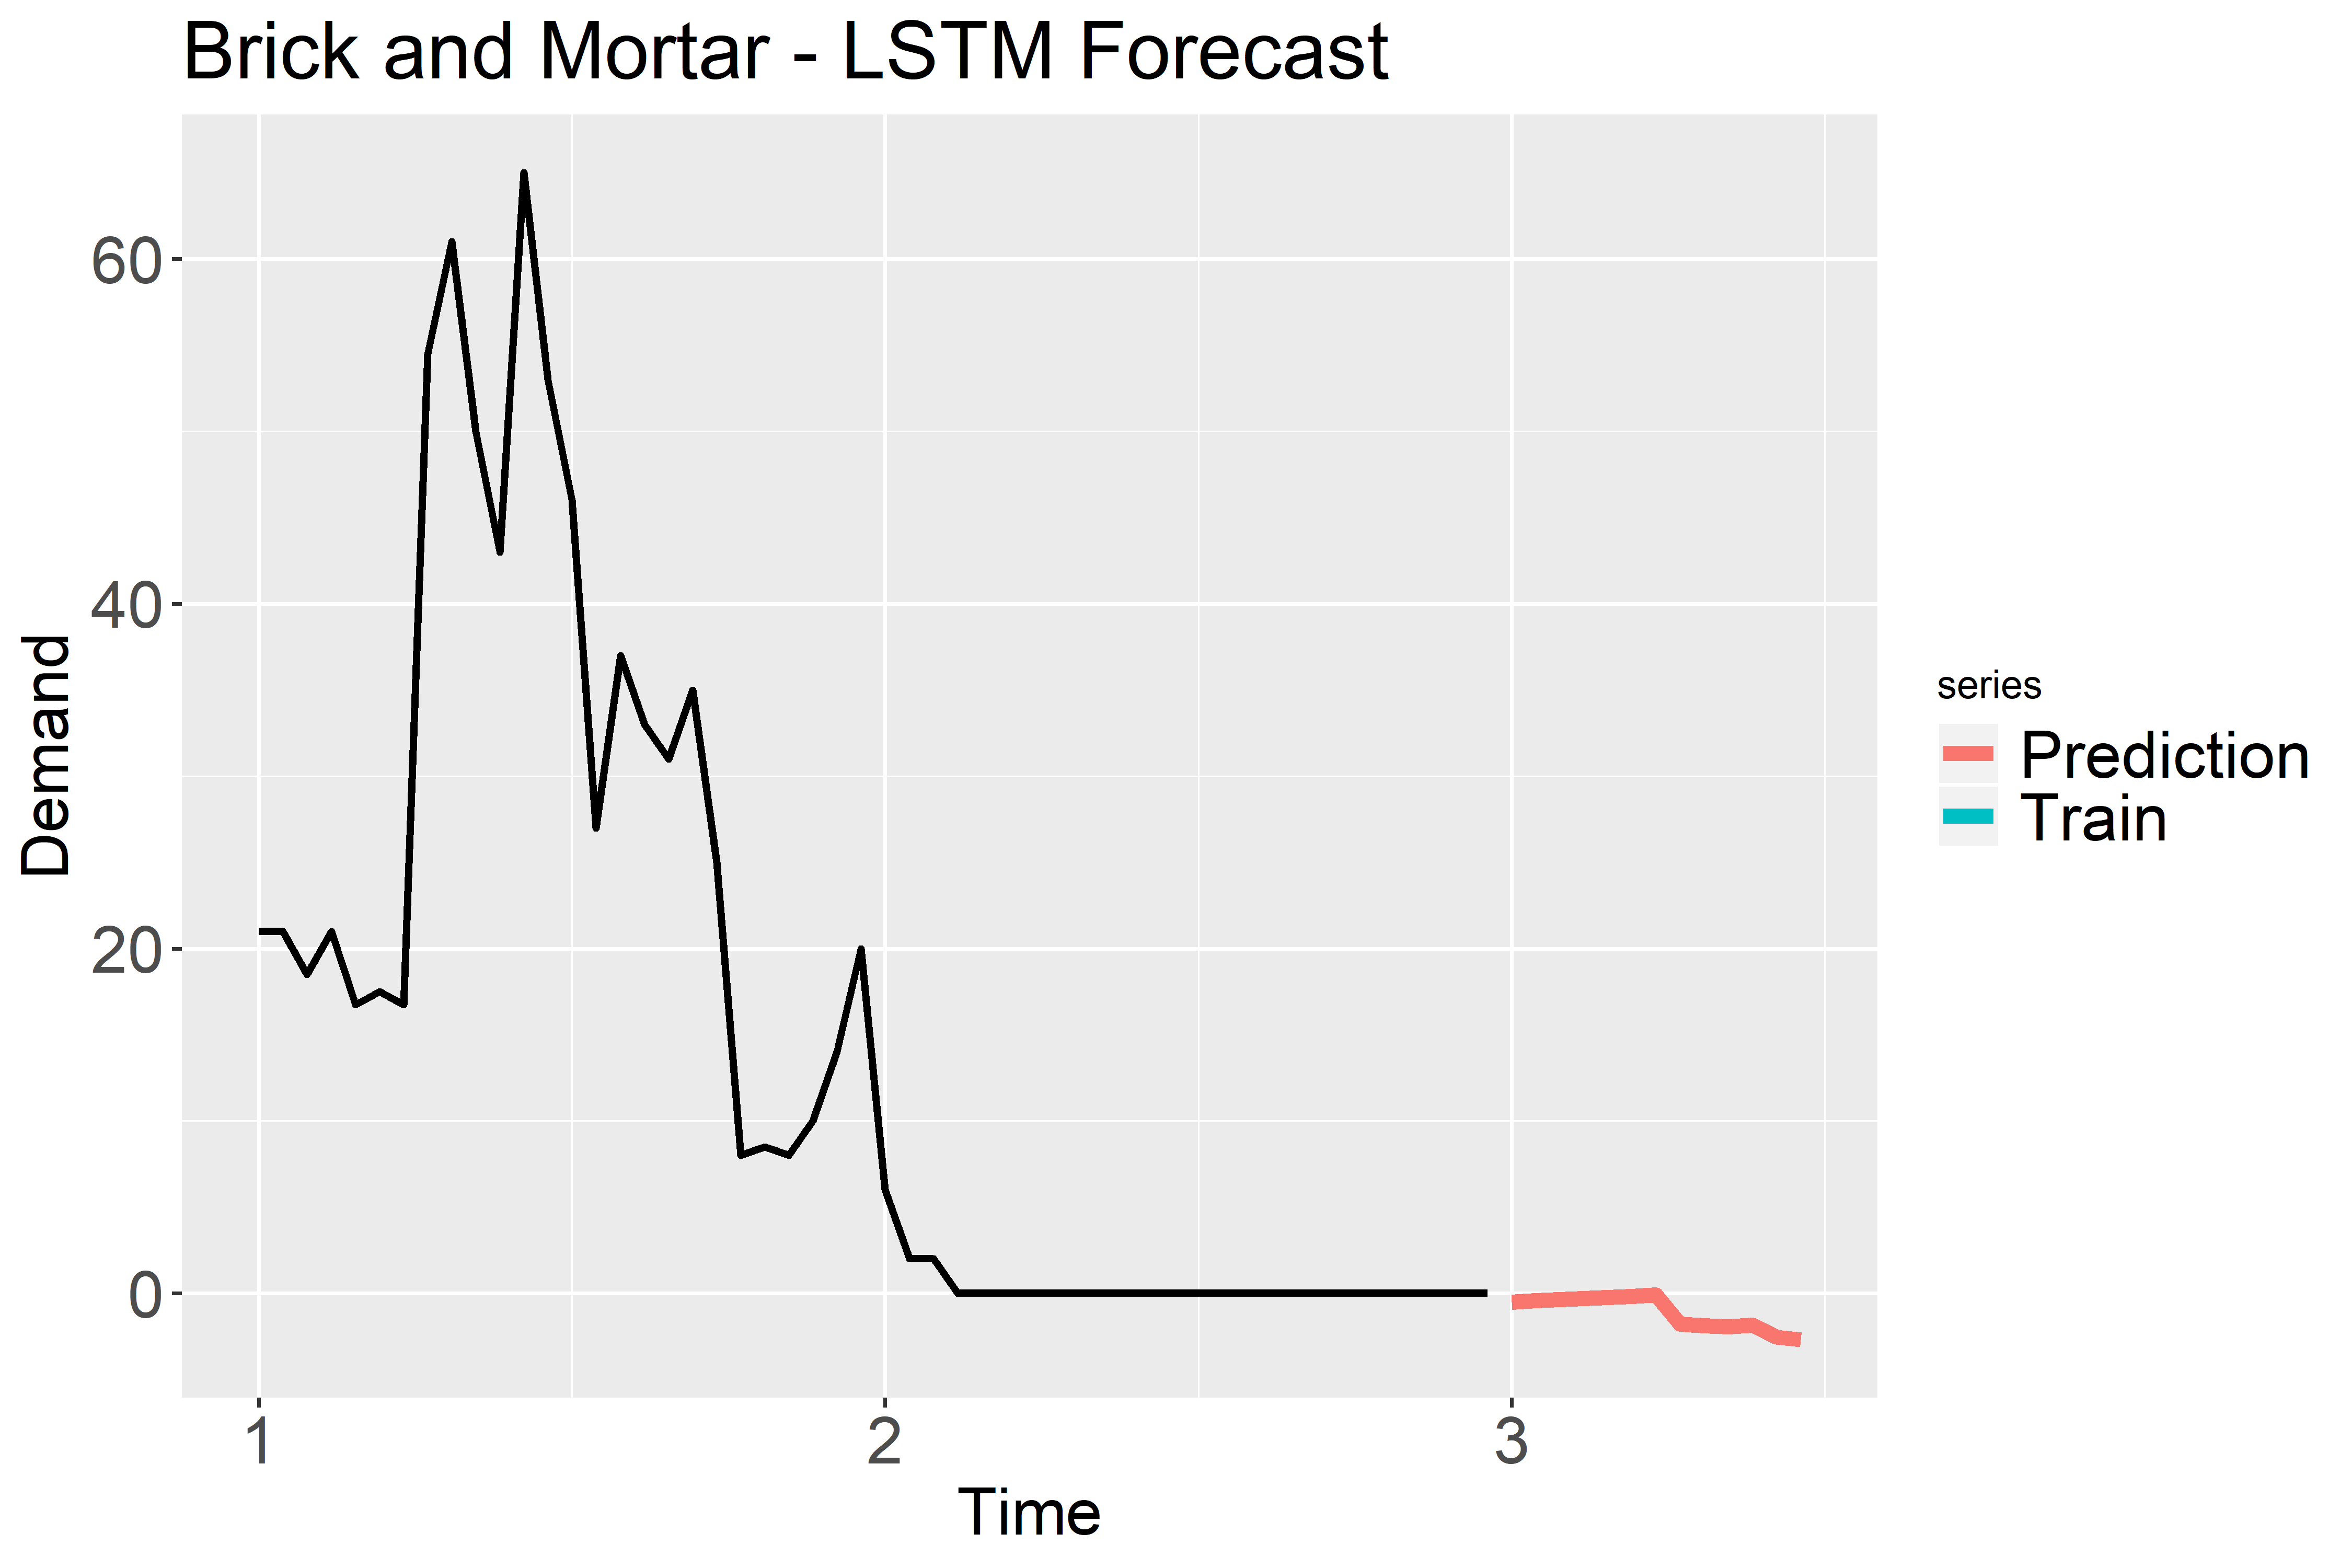 Brick and Mortar - LSTM Forecast
60
40
20
0
Demand
1
2
3
Time
series
Prediction
Train